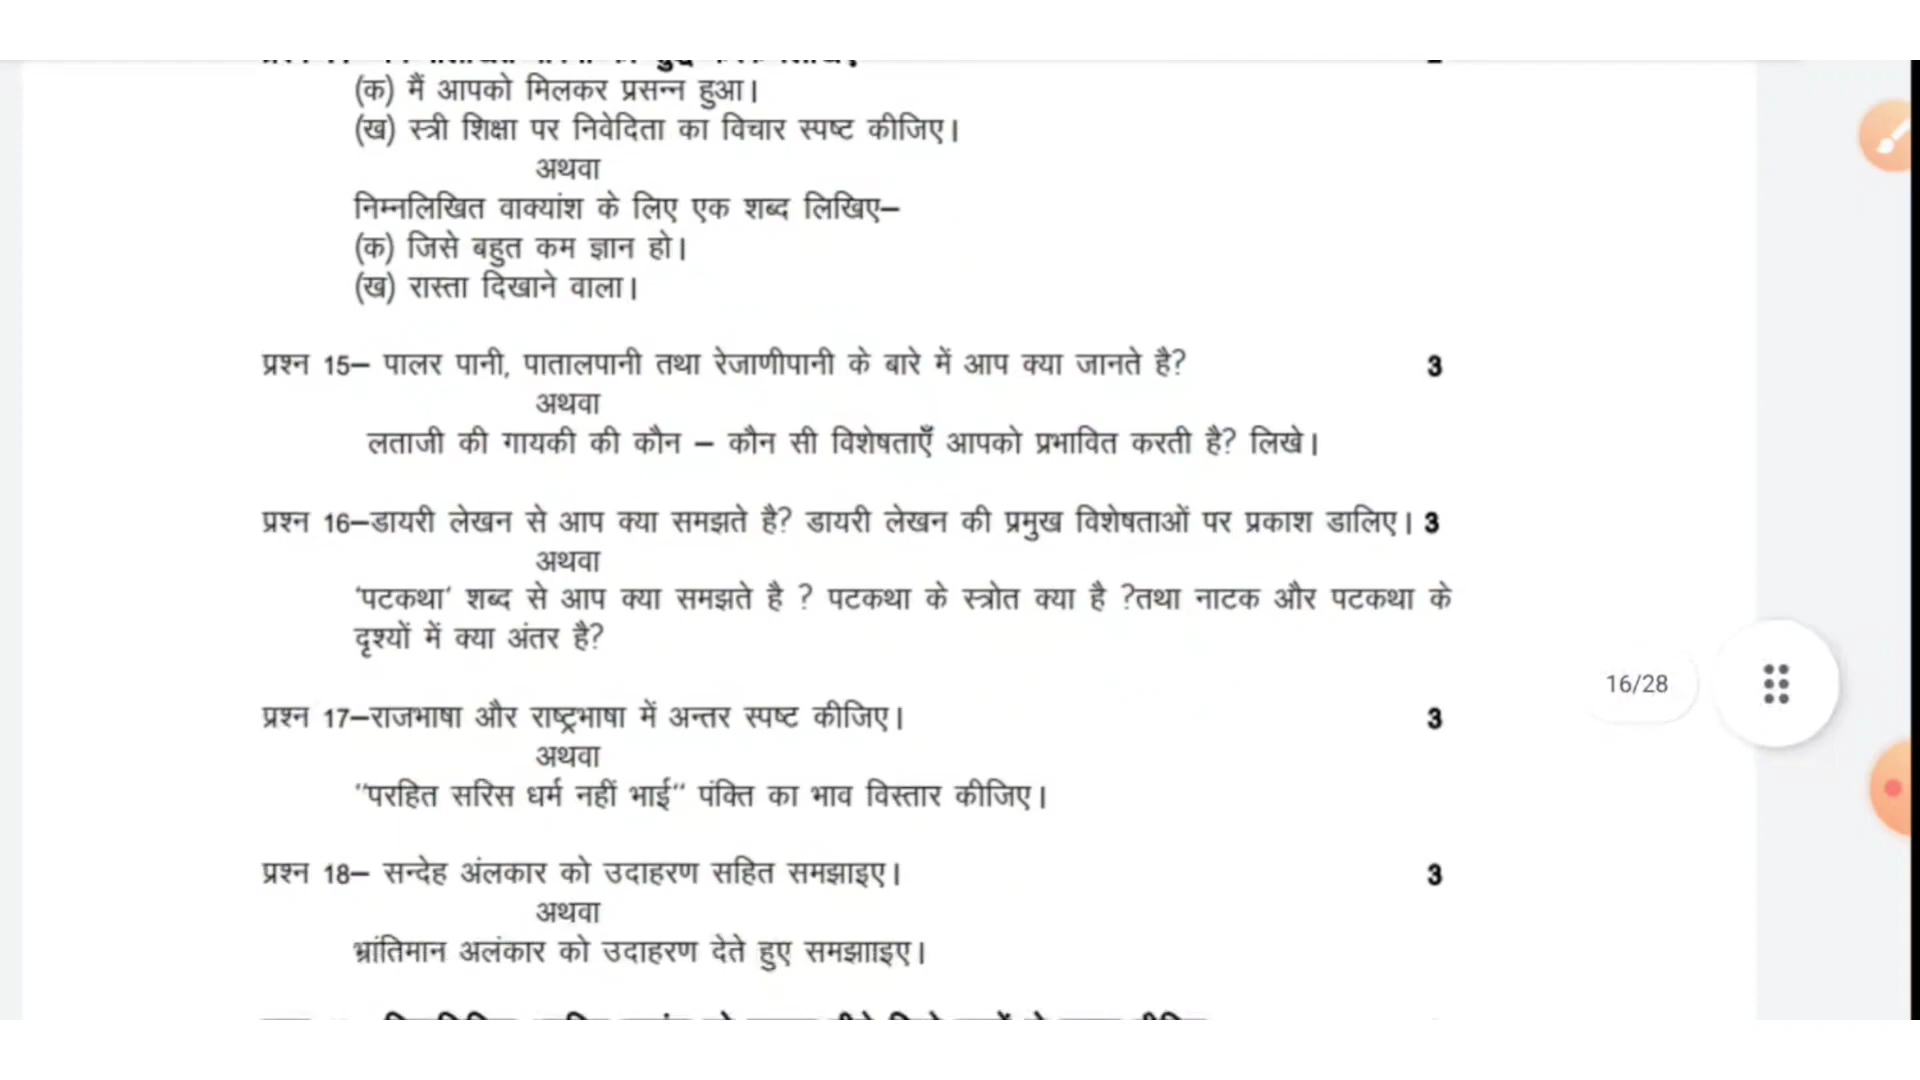 (क) मैं आपको मिलकर प्रसन्न हुआ।
(ख) स्त्री शिक्षा पर निवेदिता का विचार स्पष्ट कीजिए।
अथवा
निम्नलिखित वाक्यांश के लिए एक शब्द लिखिए–
(क) जिसे बहुत कम ज्ञान हो।
(ख) रास्ता दिखाने वाला।
प्रश्न 15– पालर पानी, पातालपानी तथा रेजाणीपानी के बारे में आप क्या जानते है? 3
अथवा
लताजी की गायकी की कौन – कौन सी विशेषताएँ आपको प्रभावित करती है? लिखे।
प्रश्न 16–डायरी लेखन से आप क्या समझते है? डायरी लेखन की प्रमुख विशेषताओं पर प्रकाश डालिए। 3
अथवा
'पटकथा' शब्द से आप क्या समझते है ? पटकथा के स्त्रोत क्या है ?तथा नाटक और पटकथा के
दृश्यों में क्या अंतर है?
16/28
प्रश्न 17–राजभाषा और राष्ट्रभाषा में अन्तर स्पष्ट कीजिए। 3
अथवा
"परहित सरिस धर्म नहीं भाई" पंक्ति का भाव विस्तार कीजिए।
प्रश्न 18– सन्देह अंलकार को उदाहरण सहित समझाइए। 3
अथवा
भ्रांतिमान अलंकार को उदाहरण देते हुए समझााइए।